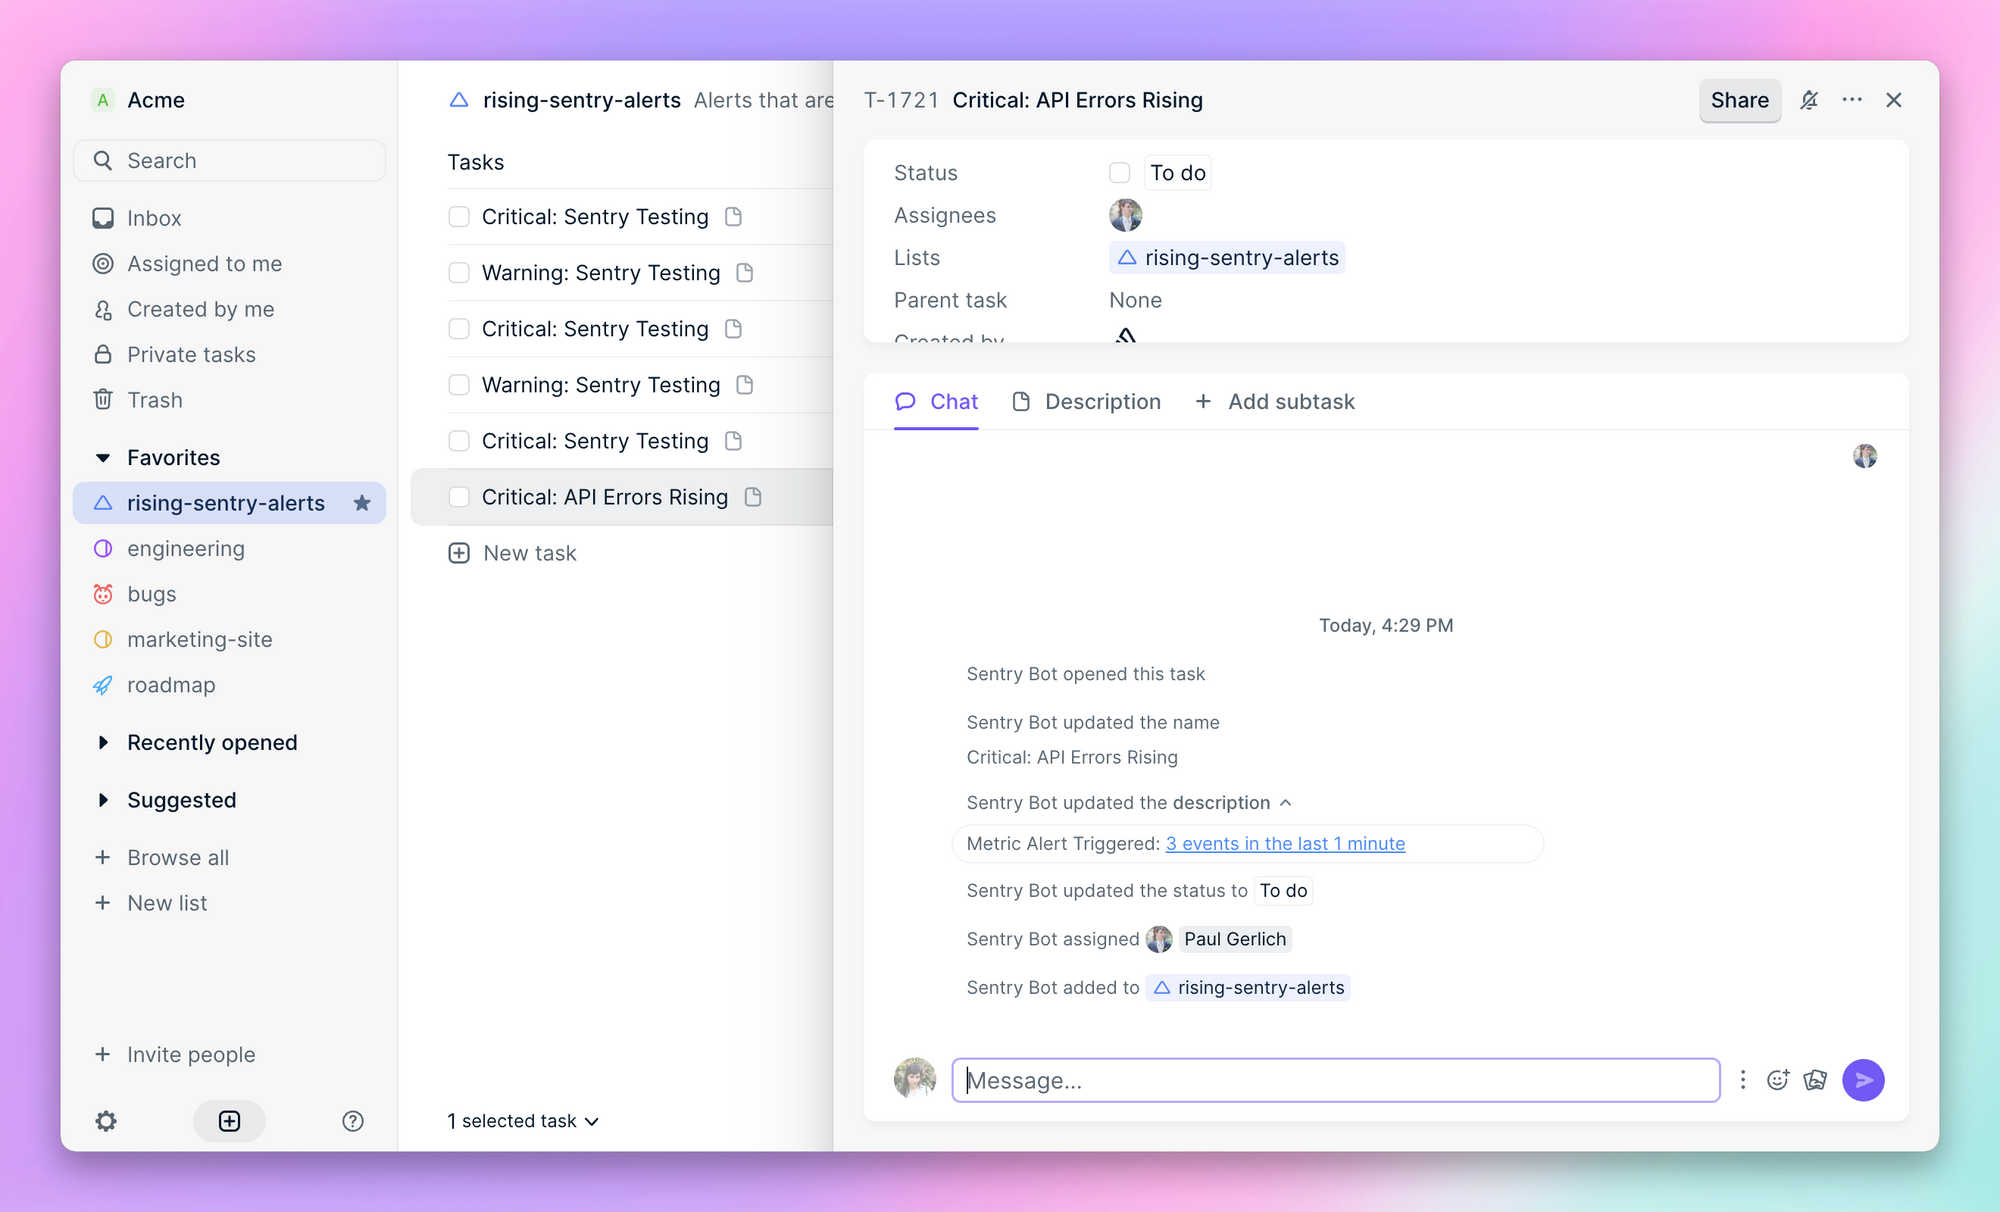 A Acme
Search
Inbox
Assigned to me
Created by me
Private tasks
Trash
Favorites
rising-sentry-alerts
engineering
bugs
marketing-site
roadmap
Recently opened
Suggested
Browse all
New list
Invite people
rising-sentry-alerts Alerts that are
Tasks
Critical: Sentry Testing
Warning: Sentry Testing
Critical: Sentry Testing
Warning: Sentry Testing
Critical: Sentry Testing
Critical: API Errors Rising
New task
1 selected task
T-1721 Critical: API Errors Rising
Share
Status To do
Assignees
Lists rising-sentry-alerts
Parent task None
Created by
Chat Description + Add subtask
Today, 4:29 PM
Sentry Bot opened this task
Sentry Bot updated the name
Critical: API Errors Rising
Sentry Bot updated the description
Metric Alert Triggered: 3 events in the last 1 minute
Sentry Bot updated the status to To do
Sentry Bot assigned Paul Gerlich
Sentry Bot added to rising-sentry-alerts
Message...